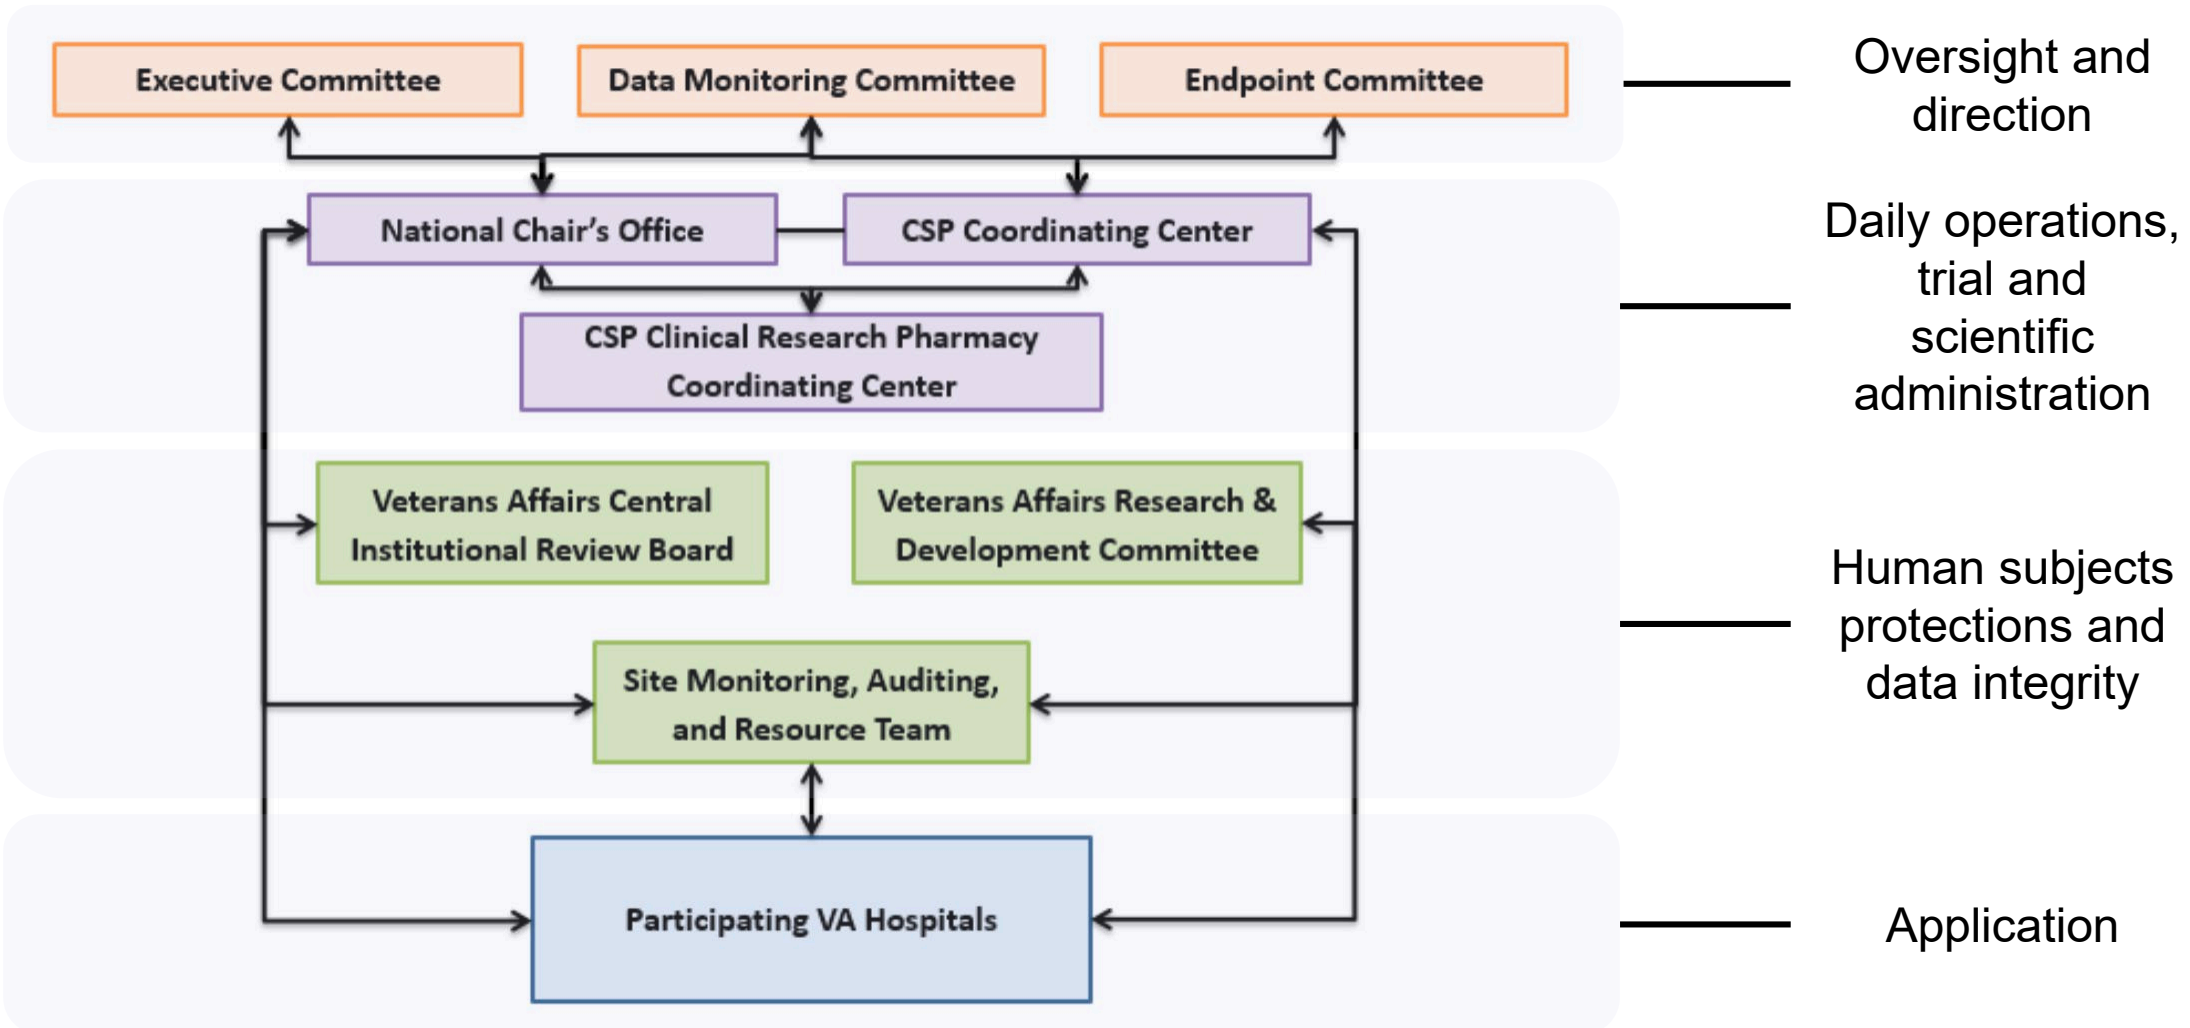 Executive Committee
Data Monitoring Committee
Endpoint Committee
Oversight and
direction
National Chair's Office
CSP Coordinating Center
CSP Clinical Research Pharmacy
Coordinating Center
Daily operations,
trial and
scientific
administration
Veterans Affairs Central
Institutional Review Board
Veterans Affairs Research &
Development Committee
Site Monitoring, Auditing,
and Resource Team
Human subjects
protections and
data integrity
Participating VA Hospitals
Application